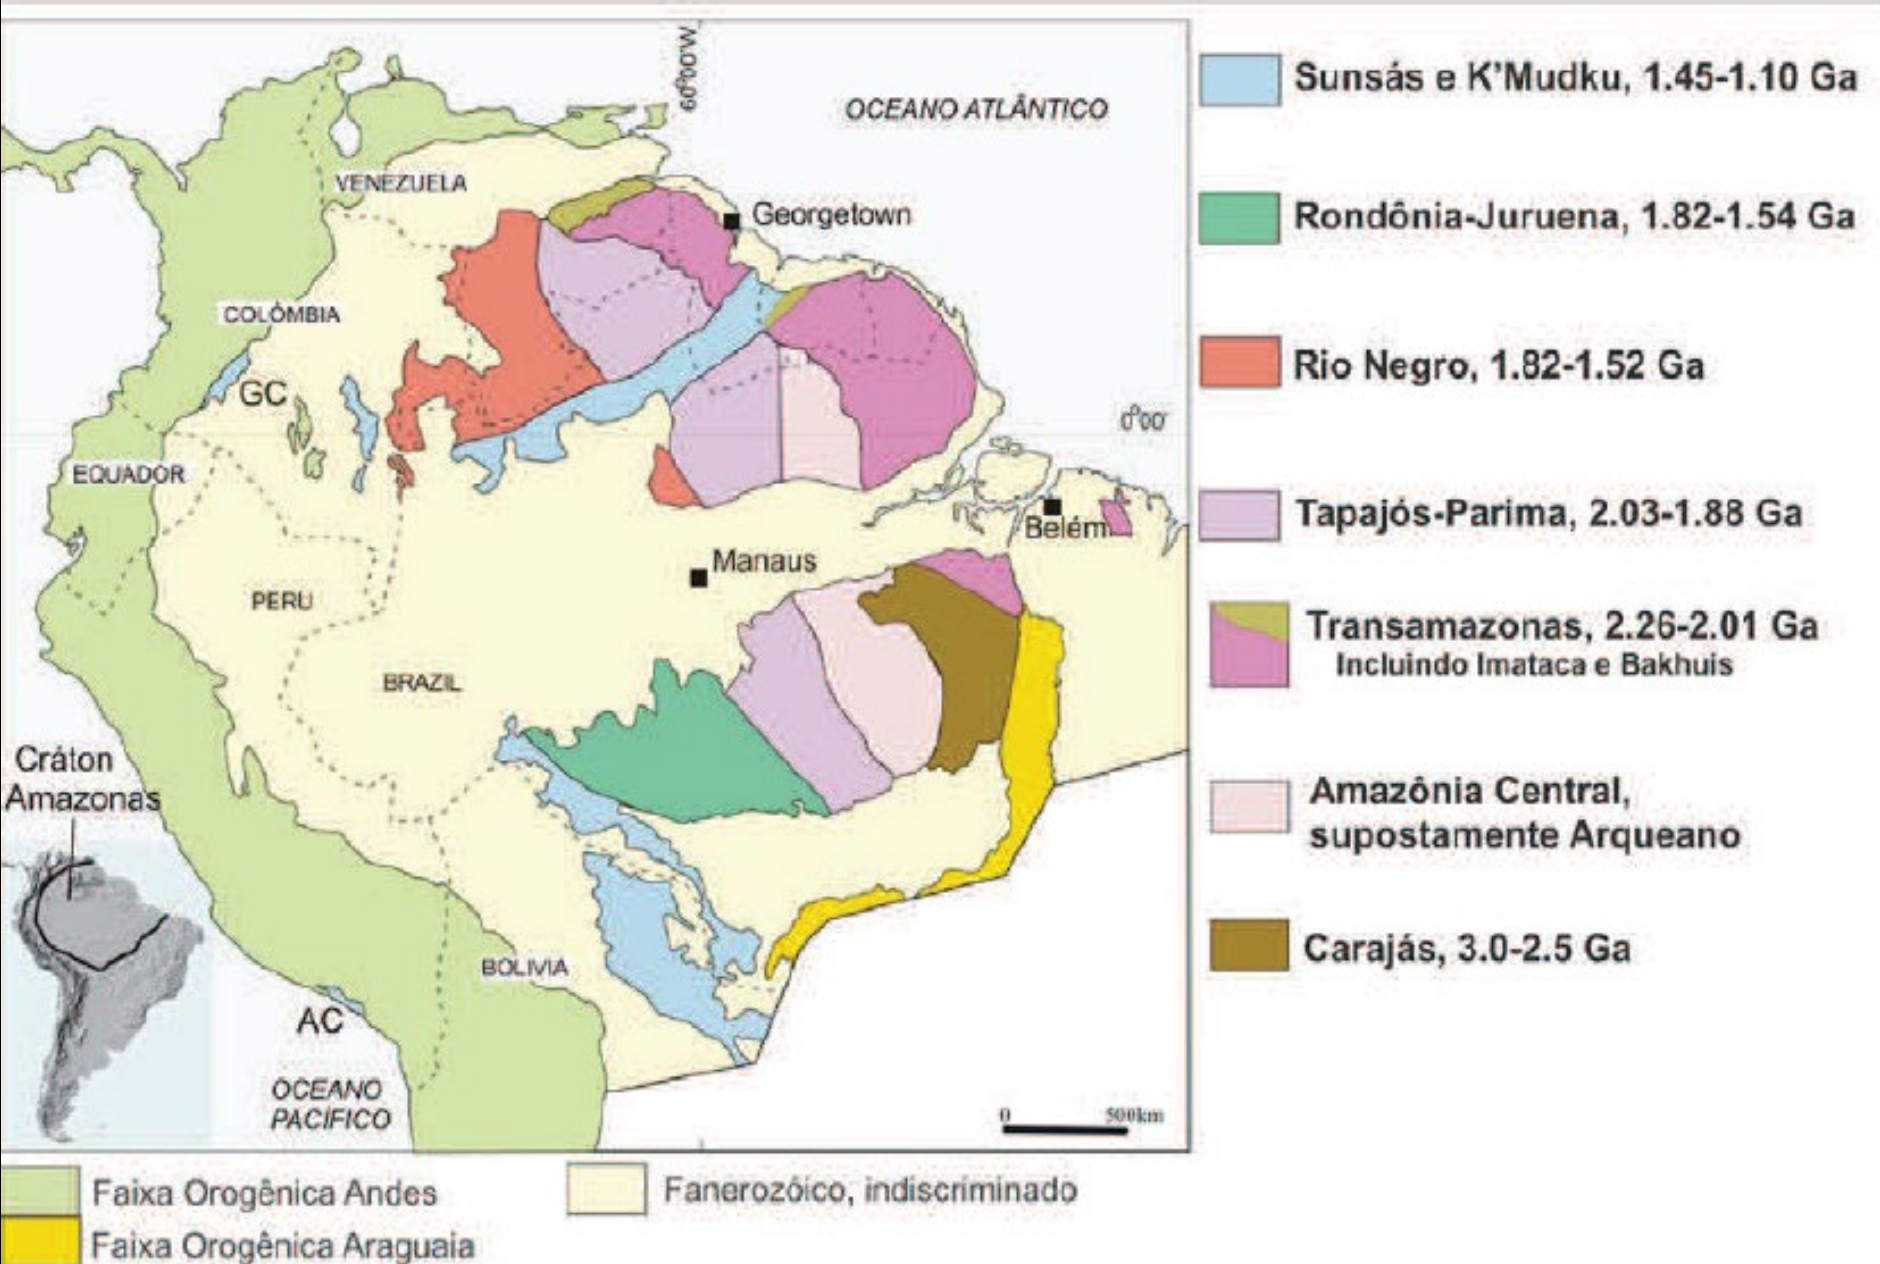 60°00'W
OCEANO ATLÂNTICO
VENEZUELA
Georgetown
COLÔMBIA
GC
0°00'
EQUADOR
Belém
Manaus
PERU
BRAZIL
Cráton
Amazonas
BOLIVIA
AC
OCEANO
PACÍFICO
0 500km
Sunsás e K'Mudku, 1.45-1.10 Ga
Rondônia-Juruena, 1.82-1.54 Ga
Rio Negro, 1.82-1.52 Ga
Tapajós-Parima, 2.03-1.88 Ga
Transamazonas, 2.26-2.01 Ga
Incluindo Imataca e Bakhuis
Amazônia Central,
supostamente Arqueano
Carajás, 3.0-2.5 Ga
Faixa Orogênica Andes
Fanerozóico, indiscriminado
Faixa Orogênica Araguaia